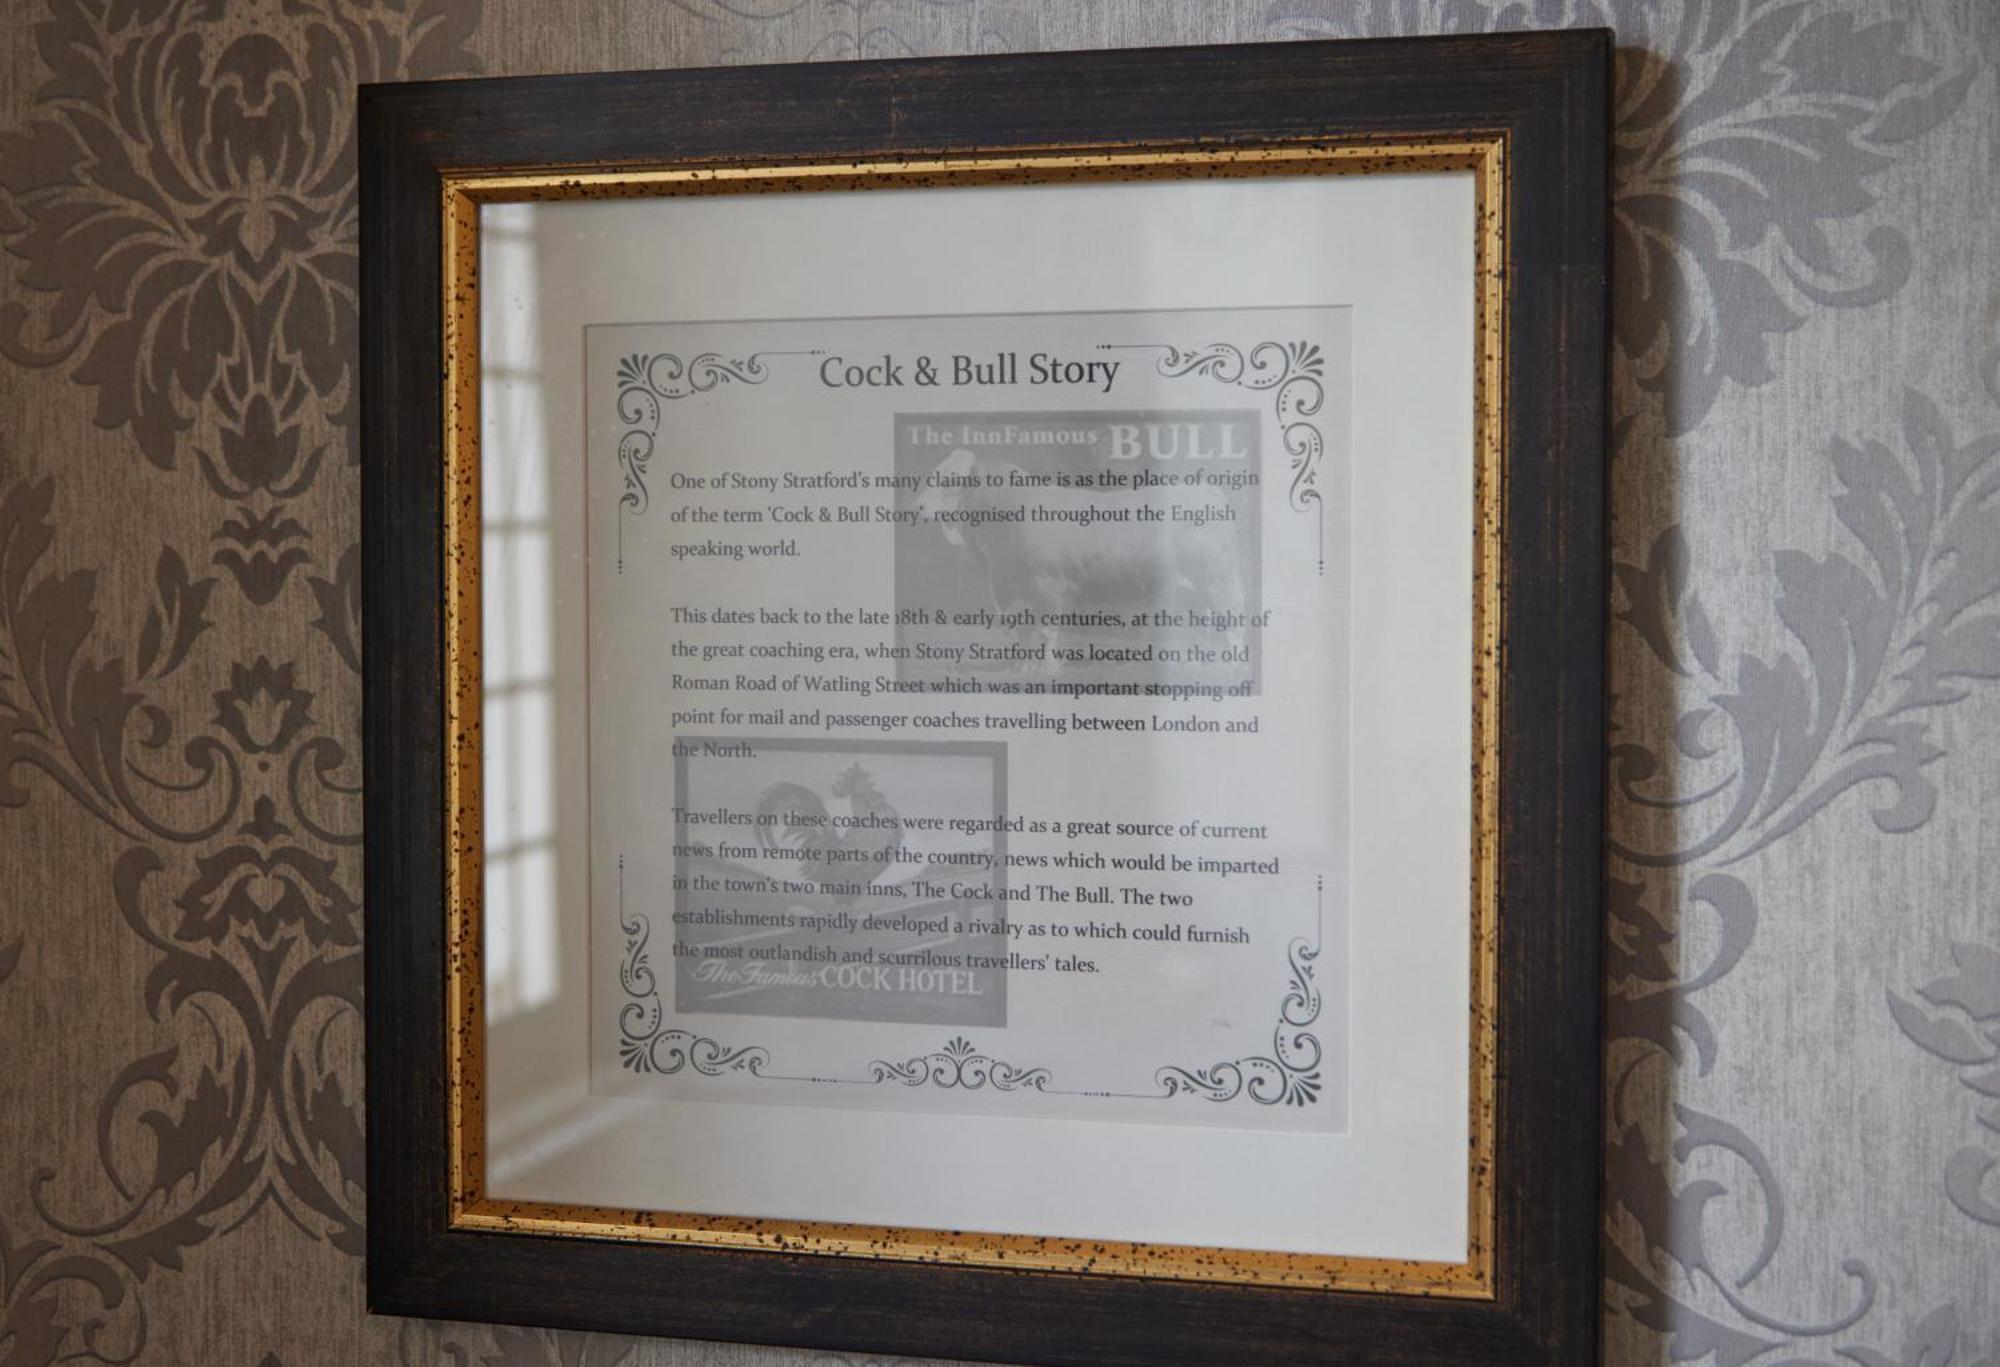 Cock & Bull Story
The InnFamous BULL
One of Stony Stratford's many claims to fame is as the place of origin
of the term 'Cock & Bull Story', recognised throughout the English
speaking world.
This dates back to the late 18th & early 19th centuries, at the height of
the great coaching era, when Stony Stratford was located on the old
Roman Road of Watling Street which was an important stopping off
point for mail and passenger coaches travelling between London and
the North.
Travellers on these coaches were regarded as a great source of current
news from remote parts of the country, news which would be imparted
in the town's two main inns, The Cock and The Bull. The two
establishments rapidly developed a rivalry as to which could furnish
the most outlandish and scurrilous travellers' tales.
The Famous COCK HOTEL